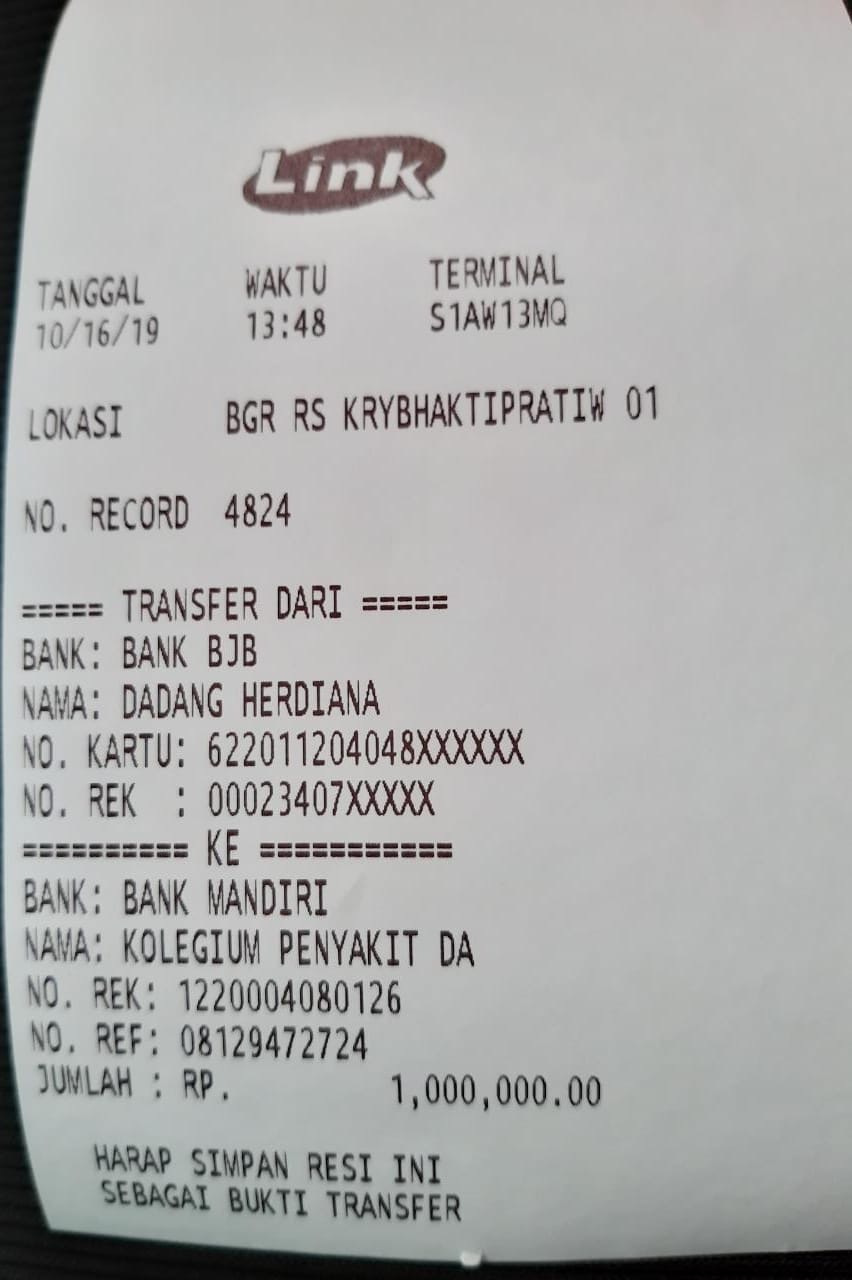 Link
TANGGAL WAKTU TERMINAL
10/16/19 13:48 S1AW13MQ
LOKASI BGR RS KRYBHAKTIPRATIW 01
NO. RECORD 4824
===== TRANSFER DARI =====
BANK: BANK BJB
NAMA: DADANG HERDIANA
NO. KARTU: 622011204048XXXXXX
NO. REK : 00023407XXXXX
========== KE ===========
BANK: BANK MANDIRI
NAMA: KOLEGIUM PENYAKIT DA
NO. REK: 1220004080126
NO. REF: 08129472724
JUMLAH : RP. 1,000,000.00
HARAP SIMPAN RESI INI
SEBAGAI BUKTI TRANSFER